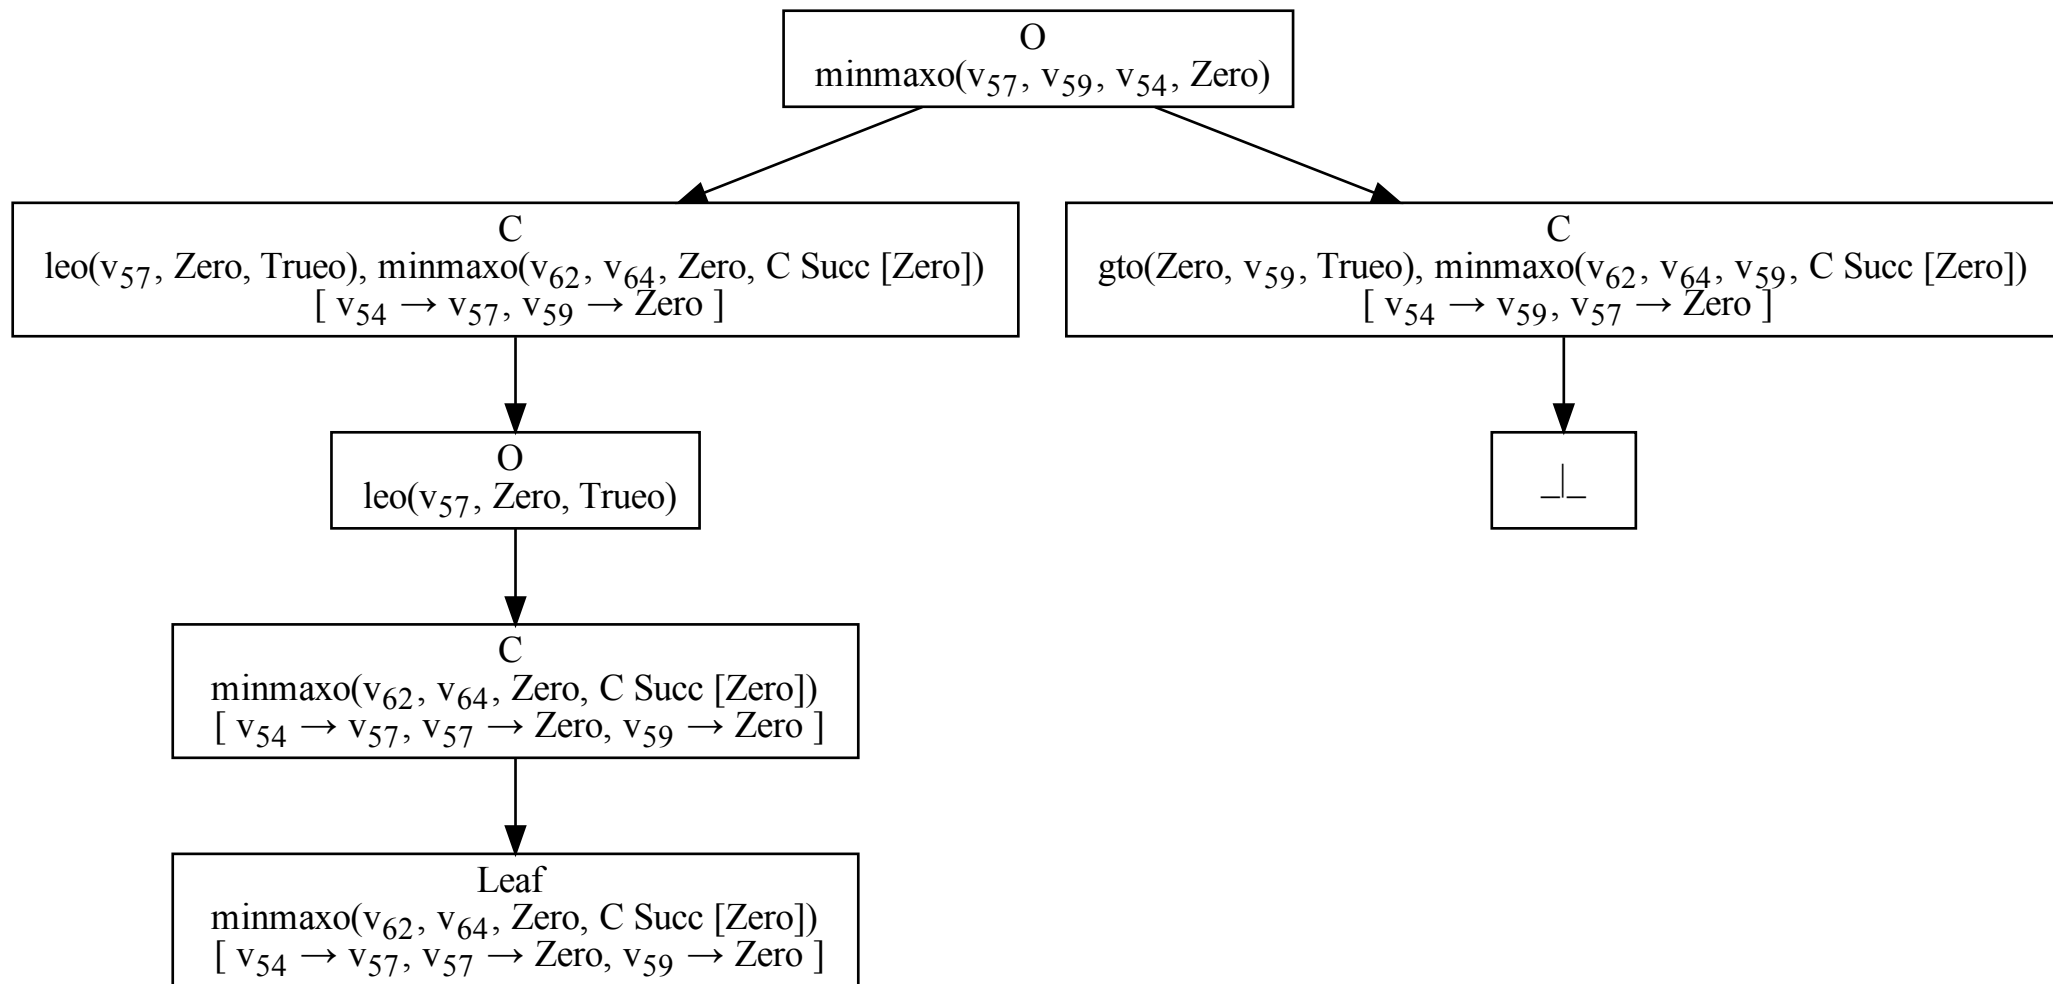 O
minmaxo(v57, v59, v54, Zero)
C
leo(v57, Zero, Trueo), minmaxo(v62, v64, Zero, C Succ [Zero])
[ v54 → v57, v59 → Zero ]
C
gto(Zero, v59, Trueo), minmaxo(v62, v64, v59, C Succ [Zero])
[ v54 → v59, v57 → Zero ]
O
leo(v57, Zero, Trueo)
_|_
C
minmaxo(v62, v64, Zero, C Succ [Zero])
[ v54 → v57, v57 → Zero, v59 → Zero ]
Leaf
minmaxo(v62, v64, Zero, C Succ [Zero])
[ v54 → v57, v57 → Zero, v59 → Zero ]